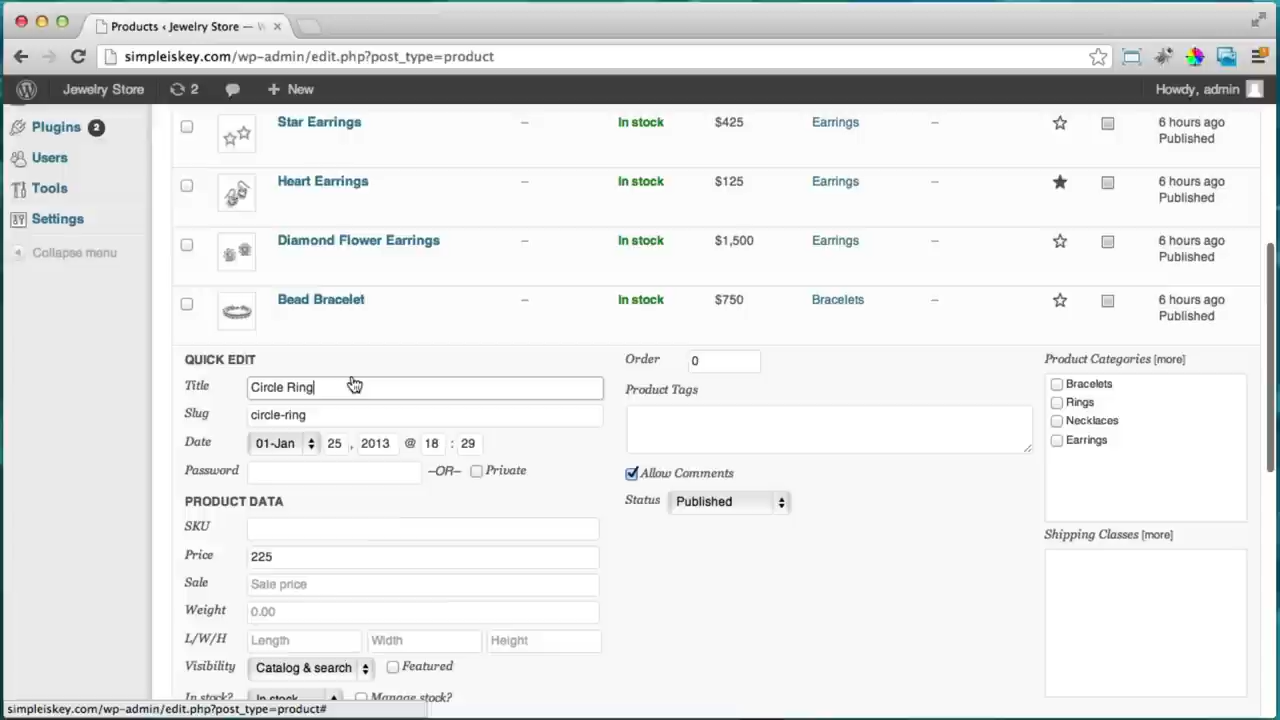 Products ‹ Jewelry Store — W
simpleiskey.com/wp-admin/edit.php?post_type=product
Jewelry Store 2 + New Howdy, admin
Plugins 2
Users
Tools
Settings
Collapse menu
Star Earrings – In stock $425 Earrings – 6 hours ago
Published
Heart Earrings – In stock $125 Earrings – 6 hours ago
Published
Diamond Flower Earrings – In stock $1,500 Earrings – 6 hours ago
Published
Bead Bracelet – In stock $750 Bracelets – 6 hours ago
Published
QUICK EDIT
Title Circle Ring
Slug circle-ring
Date 01-Jan 25 , 2013 @ 18 : 29
Password –OR– Private
PRODUCT DATA
SKU
Price 225
Sale Sale price
Weight 0.00
L/W/H Length Width Height
Visibility Catalog & search Featured
In stock? In stock Manage stock?
Order 0
Product Tags
Allow Comments
Status Published
Product Categories [more]
Bracelets
Rings
Necklaces
Earrings
Shipping Classes [more]
simpleiskey.com/wp-admin/edit.php?post_type=product#